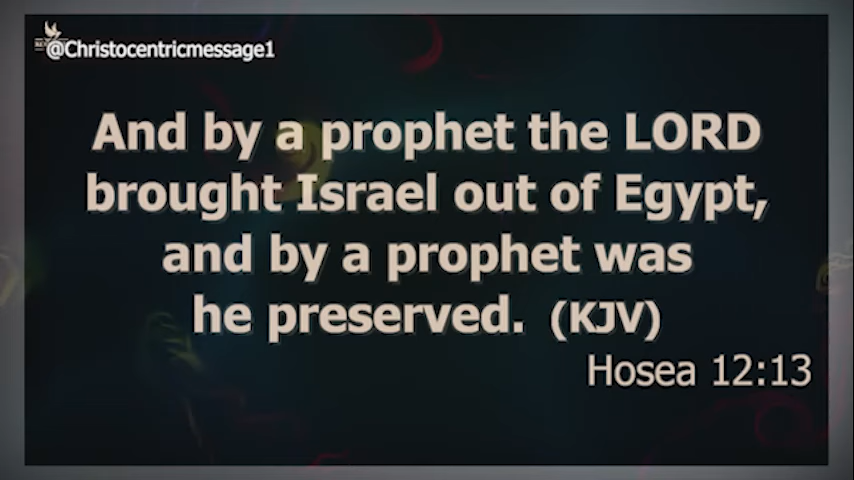 @Christocentricmessage1
And by a prophet the LORD
brought Israel out of Egypt,
and by a prophet was
he preserved. (KJV)
Hosea 12:13